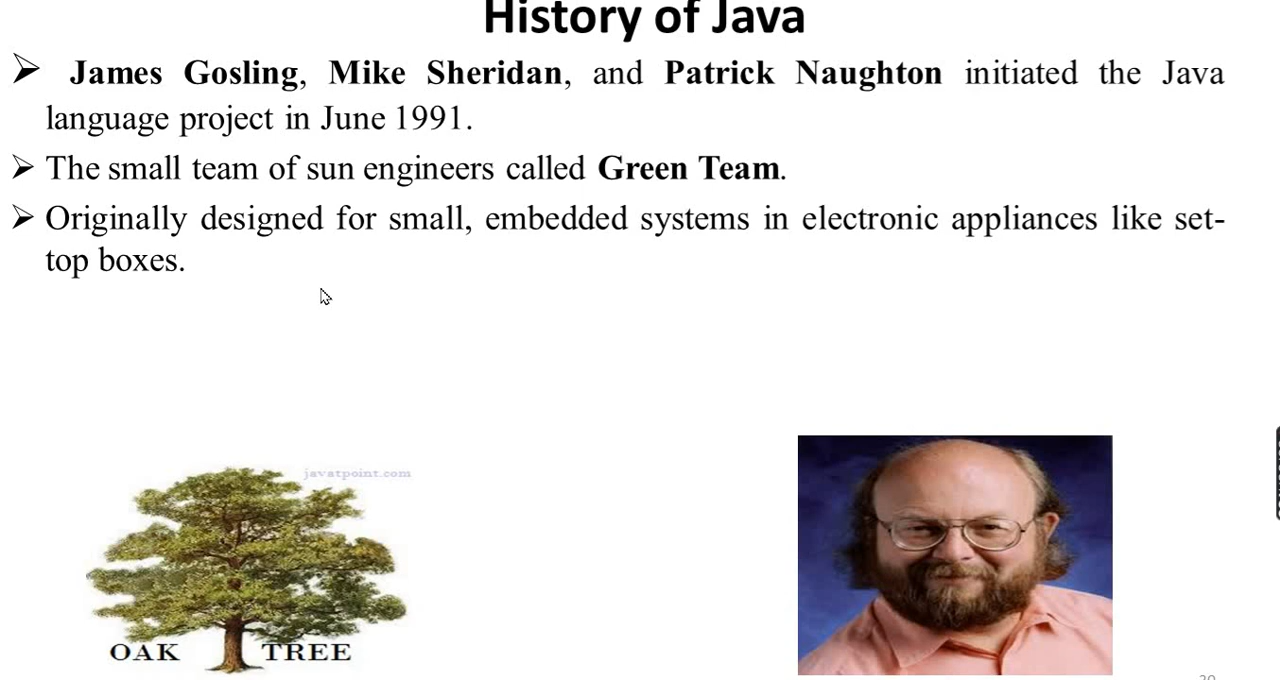 History of Java
➢ James Gosling, Mike Sheridan, and Patrick Naughton initiated the Java
language project in June 1991.
➢ The small team of sun engineers called Green Team.
➢ Originally designed for small, embedded systems in electronic appliances like set-
top boxes.
javatpoint.com
OAK TREE